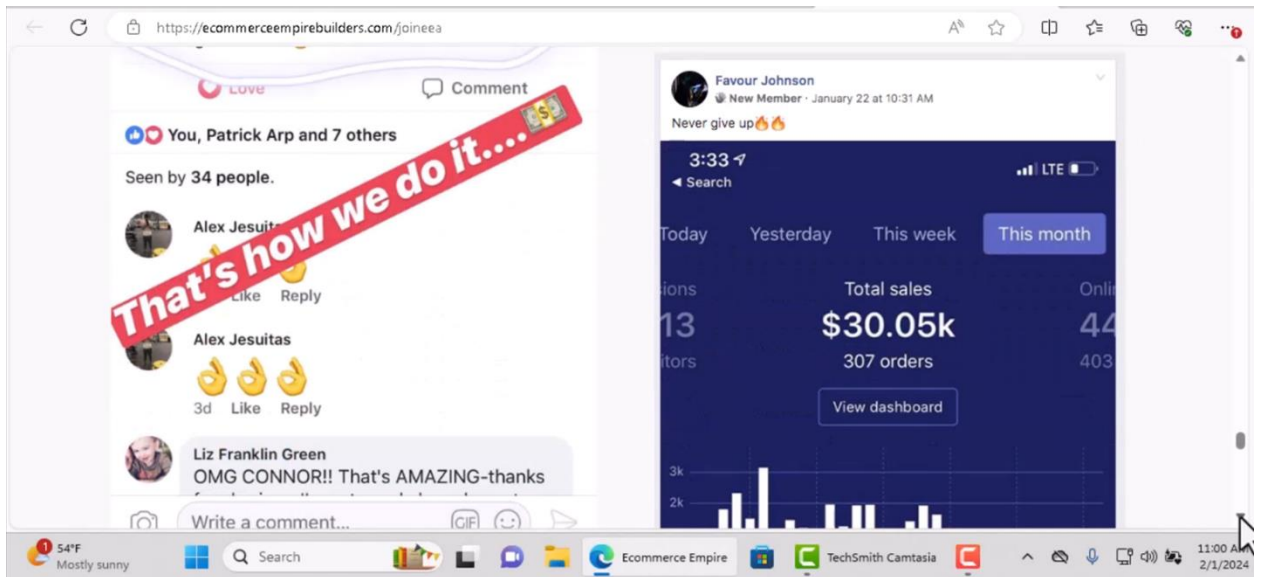 https://ecommerceempirebuilders.com/joineea
Love
Comment
You, Patrick Arp and 7 others
Seen by 34 people.
That's how we do it....
Alex Jesuitas
Like Reply
Alex Jesuitas
3d Like Reply
Liz Franklin Green
OMG CONNOR!! That's AMAZING-thanks
Write a comment...
GIF
Favour Johnson
New Member · January 22 at 10:31 AM
Never give up
3:33
LTE
Search
Today Yesterday This week This month
Total sales
13 $30.05k 44
307 orders
403
View dashboard
3k
2k
1 54°F
Mostly sunny
Search
Ecommerce Empire
TechSmith Camtasia
11:00 AM
2/1/2024